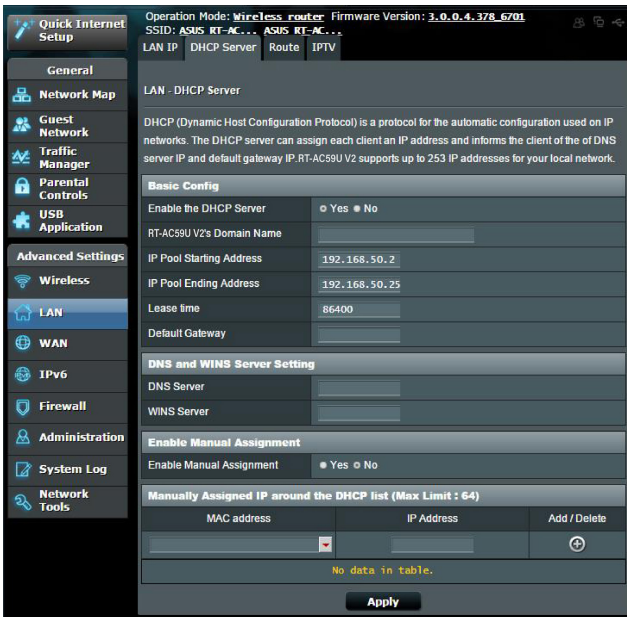 Quick Internet
Setup
Operation Mode: Wireless router Firmware Version: 3.0.0.4.378_6701
SSID: ASUS RT-AC... ASUS RT-AC...
LAN IP DHCP Server Route IPTV
General
Network Map
Guest
Network
Traffic
Manager
Parental
Controls
USB
Application
Advanced Settings
Wireless
LAN
WAN
IPv6
Firewall
Administration
System Log
Network
Tools
LAN - DHCP Server
DHCP (Dynamic Host Configuration Protocol) is a protocol for the automatic configuration used on IP
networks. The DHCP server can assign each client an IP address and informs the client of the of DNS
server IP and default gateway IP.RT-AC59U V2 supports up to 253 IP addresses for your local network.
Basic Config
Enable the DHCP Server Yes No
RT-AC59U V2's Domain Name
IP Pool Starting Address 192.168.50.2
IP Pool Ending Address 192.168.50.25
Lease time 86400
Default Gateway
DNS and WINS Server Setting
DNS Server
WINS Server
Enable Manual Assignment
Enable Manual Assignment Yes No
Manually Assigned IP around the DHCP list (Max Limit : 64)
MAC address IP Address Add / Delete
No data in table.
Apply